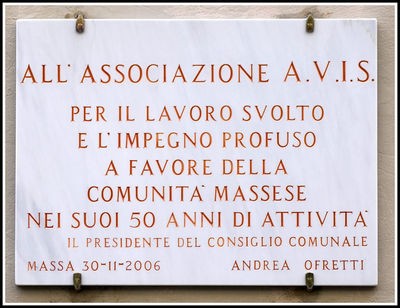 ALL' ASSOCIAZIONE A.V.I.S.
PER IL LAVORO SVOLTO
E L'IMPEGNO PROFUSO
A FAVORE DELLA
COMUNITA' MASSESE
NEI SUOI 50 ANNI DI ATTIVITA'
IL PRESIDENTE DEL CONSIGLIO COMUNALE
MASSA 30-11-2006 ANDREA OFRETTI